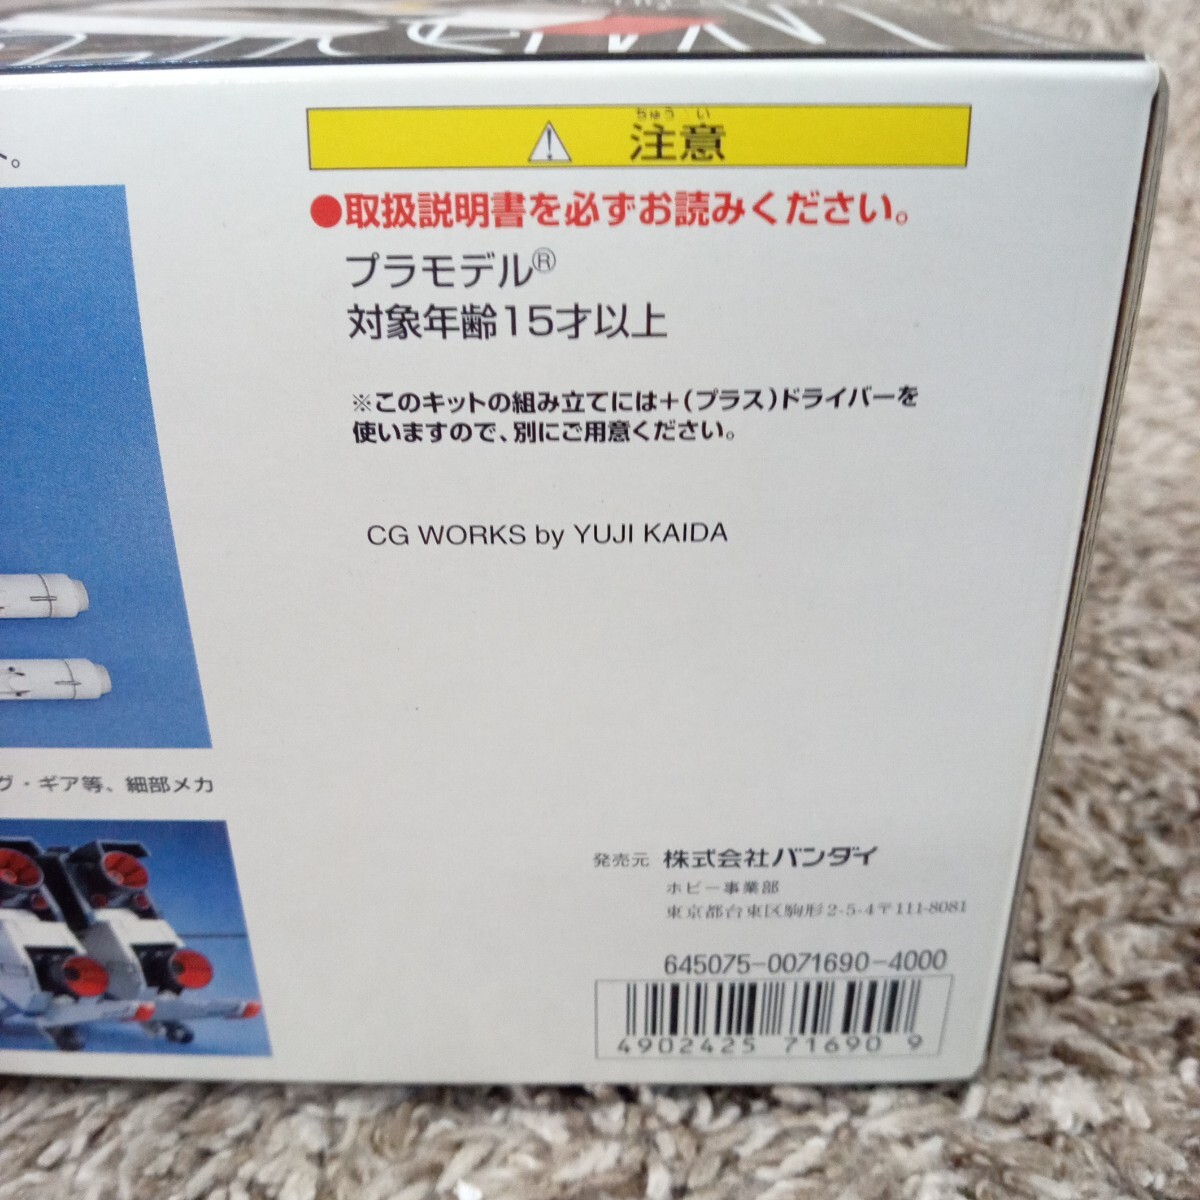 ちゅう い
注意
●取扱説明書を必ずお読みください。
プラモデル®
対象年齢15才以上
※このキットの組み立てには＋(プラス)ドライバーを
使いますので、別にご用意ください。
CG WORKS by YUJI KAIDA
グ・ギア等、細部メカ
発売元 株式会社バンダイ
ホビー事業部
東京都台東区駒形2-5-4〒111-8081
645075-0071690-4000
4902425 71690 9